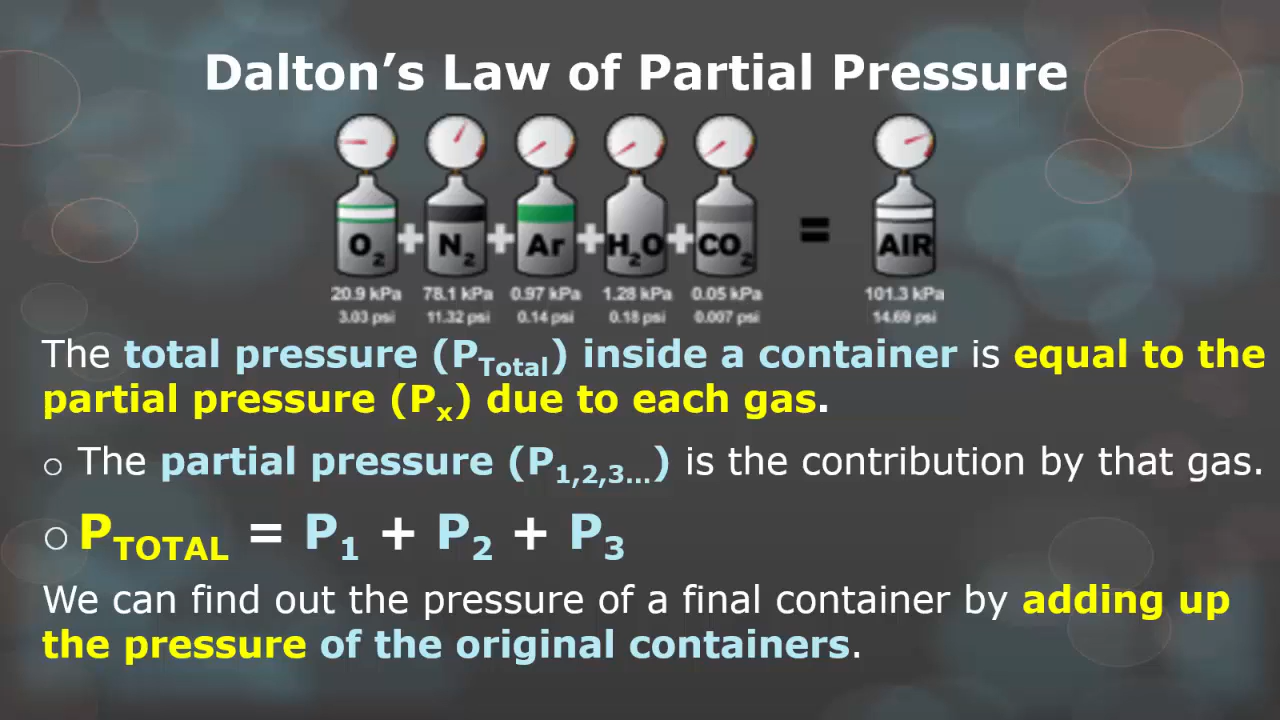 Dalton’s Law of Partial Pressure
O₂ + N₂ + Ar + H₂O + CO₂ = AIR
20.9 kPa 78.1 kPa 0.97 kPa 1.28 kPa 0.05 kPa 101.3 kPa
3.03 psi 11.32 psi 0.14 psi 0.18 psi 0.007 psi 14.69 psi
The total pressure (P_Total) inside a container is equal to the
partial pressure (Pₓ) due to each gas.
○ The partial pressure (P₁,₂,₃...) is the contribution by that gas.
○ P_TOTAL = P₁ + P₂ + P₃
We can find out the pressure of a final container by adding up
the pressure of the original containers.